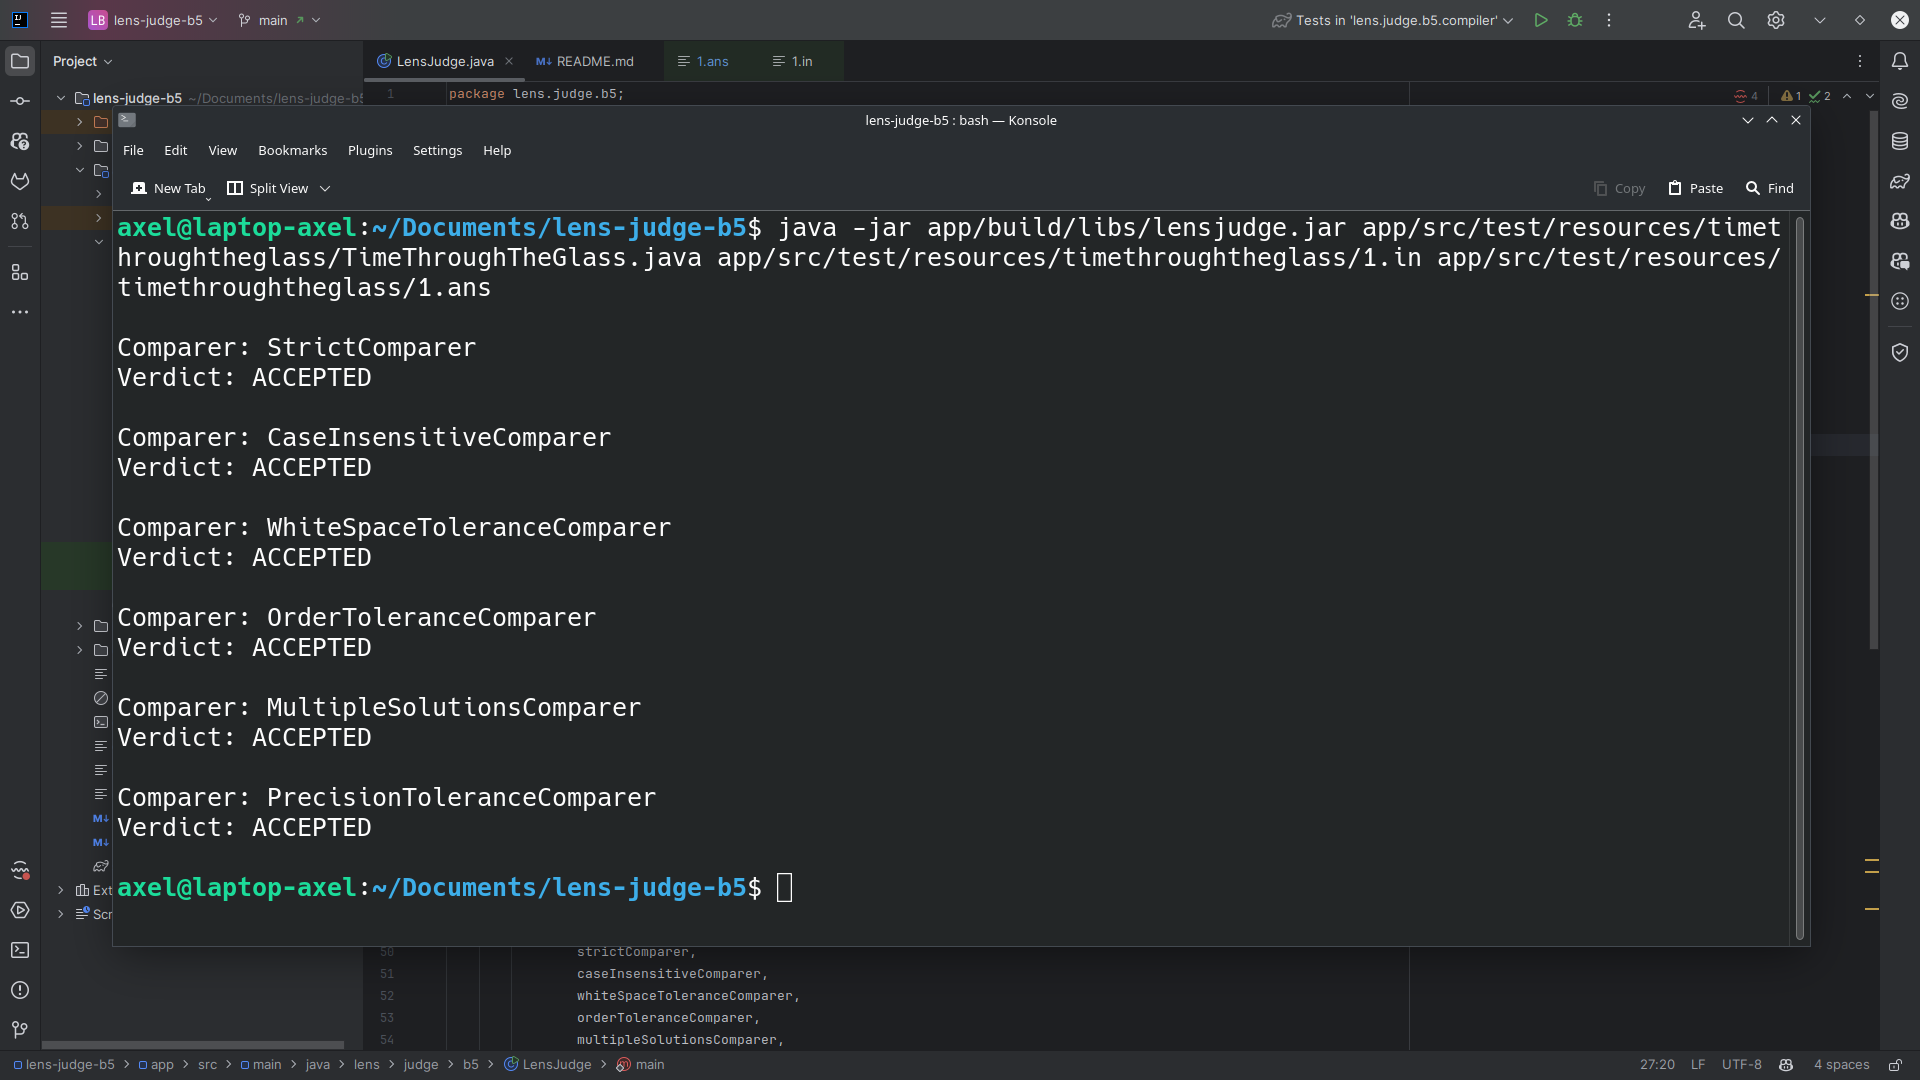 LB lens-judge-b5 main Tests in 'lens.judge.b5.compiler'
Project
LensJudge.java README.md 1.ans 1.in
lens-judge-b5 ~/Documents/lens-judge-b5
1 package lens.judge.b5;
4 1 2
lens-judge-b5 : bash — Konsole
File Edit View Bookmarks Plugins Settings Help
New Tab Split View Copy Paste Find
axel@laptop-axel:~/Documents/lens-judge-b5$ java -jar app/build/libs/lensjudge.jar app/src/test/resources/timet
hroughtheglass/TimeThroughTheGlass.java app/src/test/resources/timethroughtheglass/1.in app/src/test/resources/
timethroughtheglass/1.ans
Comparer: StrictComparer
Verdict: ACCEPTED
Comparer: CaseInsensitiveComparer
Verdict: ACCEPTED
Comparer: WhiteSpaceToleranceComparer
Verdict: ACCEPTED
Comparer: OrderToleranceComparer
Verdict: ACCEPTED
Comparer: MultipleSolutionsComparer
Verdict: ACCEPTED
Comparer: PrecisionToleranceComparer
Verdict: ACCEPTED
axel@laptop-axel:~/Documents/lens-judge-b5$
Ext
Scr
50 strictComparer,
51 caseInsensitiveComparer,
52 whiteSpaceToleranceComparer,
53 orderToleranceComparer,
54 multipleSolutionsComparer,
lens-judge-b5 > app > src > main > java > lens > judge > b5 > LensJudge > main
27:20 LF UTF-8 4 spaces